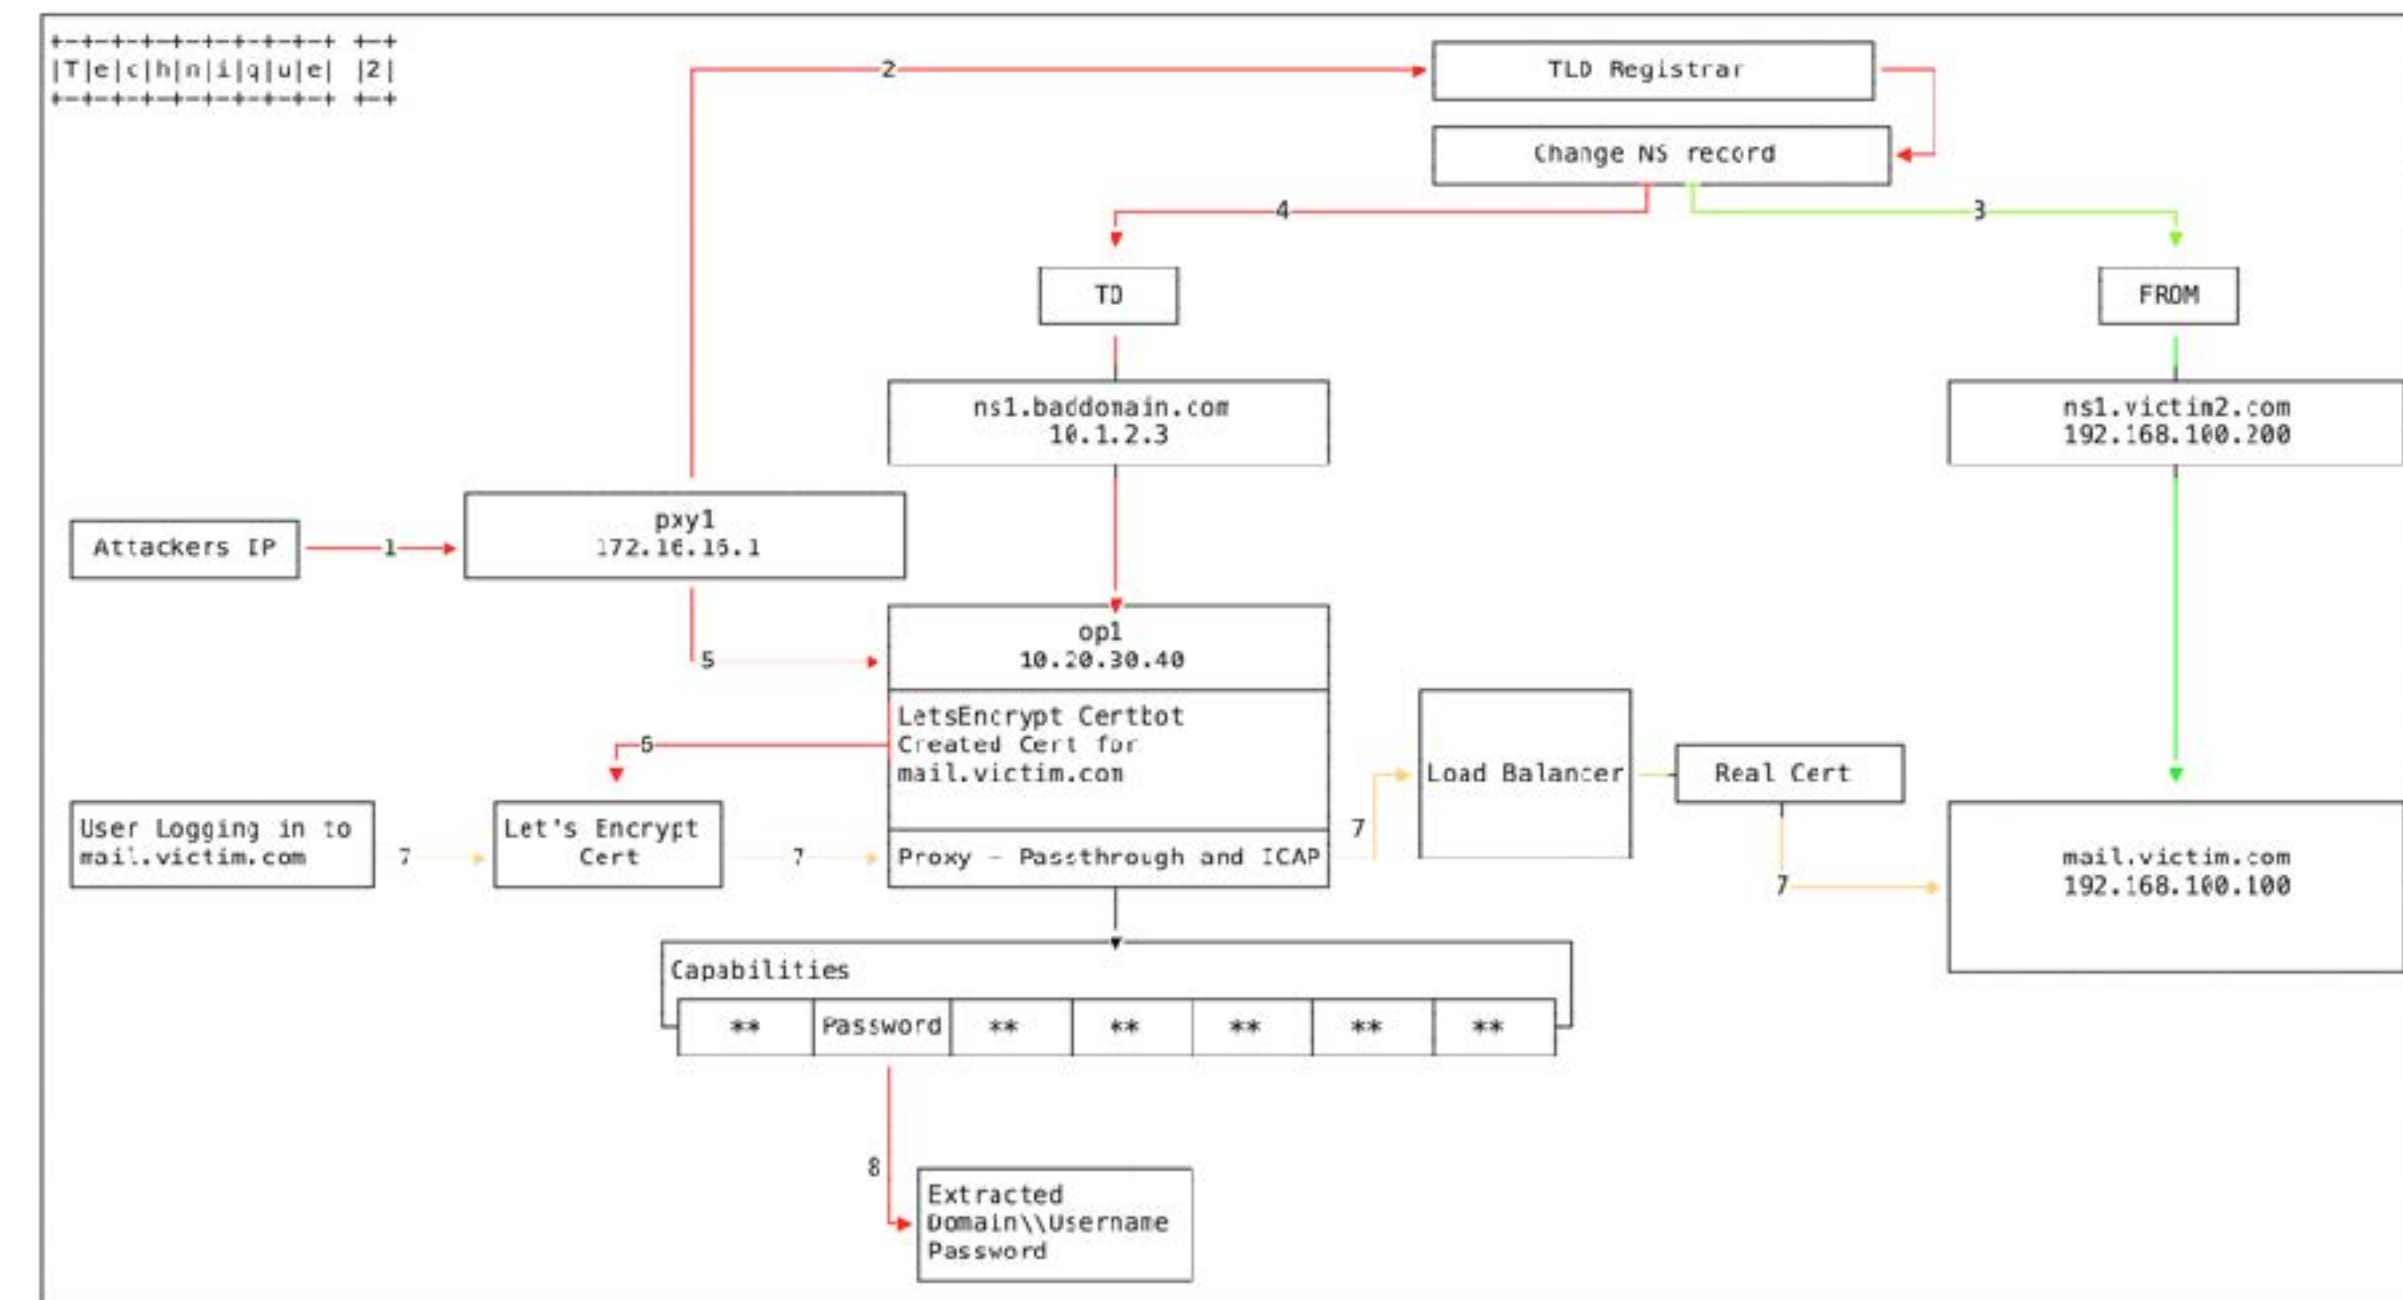 +-+-+-+-+-+-+-+-+-+ +-+
|T|e|c|h|n|i|q|u|e| |2|
+-+-+-+-+-+-+-+-+-+ +-+
2
TLD Registrar
Change NS record
4
3
TO
FROM
ns1.baddomain.com
10.1.2.3
ns1.victim2.com
192.168.100.200
Attackers IP
1
pxy1
172.16.16.1
5
op1
10.20.30.40
LetsEncrypt Certbot
Created Cert for
mail.victim.com
6
Load Balancer
Real Cert
User Logging in to
mail.victim.com
7
Let's Encrypt
Cert
7
Proxy - Passthrough and ICAP
7
7
mail.victim.com
192.168.100.100
Capabilities
** Password ** ** ** ** **
8
Extracted
Domain\\Username
Password